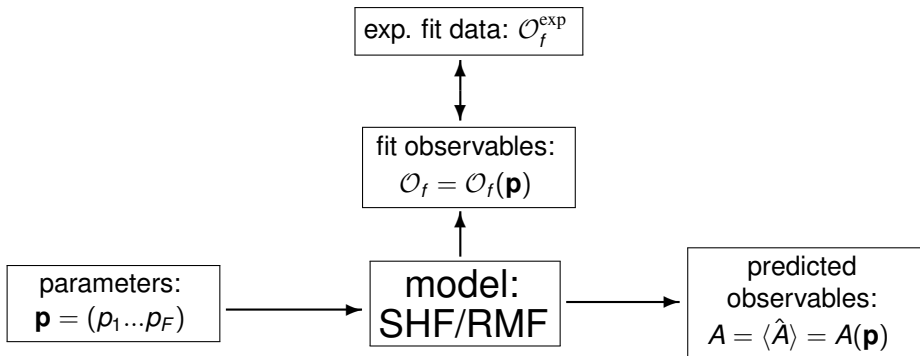 exp. fit data: 𝒪_f^exp
fit observables:
𝒪_f = 𝒪_f(𝐩)
parameters:
𝐩 = (p_1...p_F)
model:
SHF/RMF
predicted
observables:
A = ⟨Â⟩ = A(𝐩)